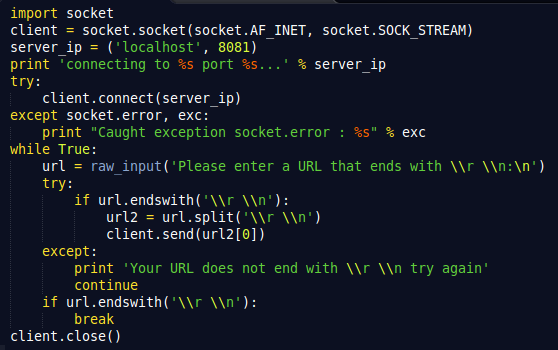 import socket
client = socket.socket(socket.AF_INET, socket.SOCK_STREAM)
server_ip = ('localhost', 8081)
print 'connecting to %s port %s...' % server_ip
try:
    client.connect(server_ip)
except socket.error, exc:
    print "Caught exception socket.error : %s" % exc
while True:
    url = raw_input('Please enter a URL that ends with \\r \\n:\n')
    try:
        if url.endswith('\\r \\n'):
            url2 = url.split('\\r \\n')
            client.send(url2[0])
    except:
        print 'Your URL does not end with \\r \\n try again'
        continue
    if url.endswith('\\r \\n'):
        break
client.close()